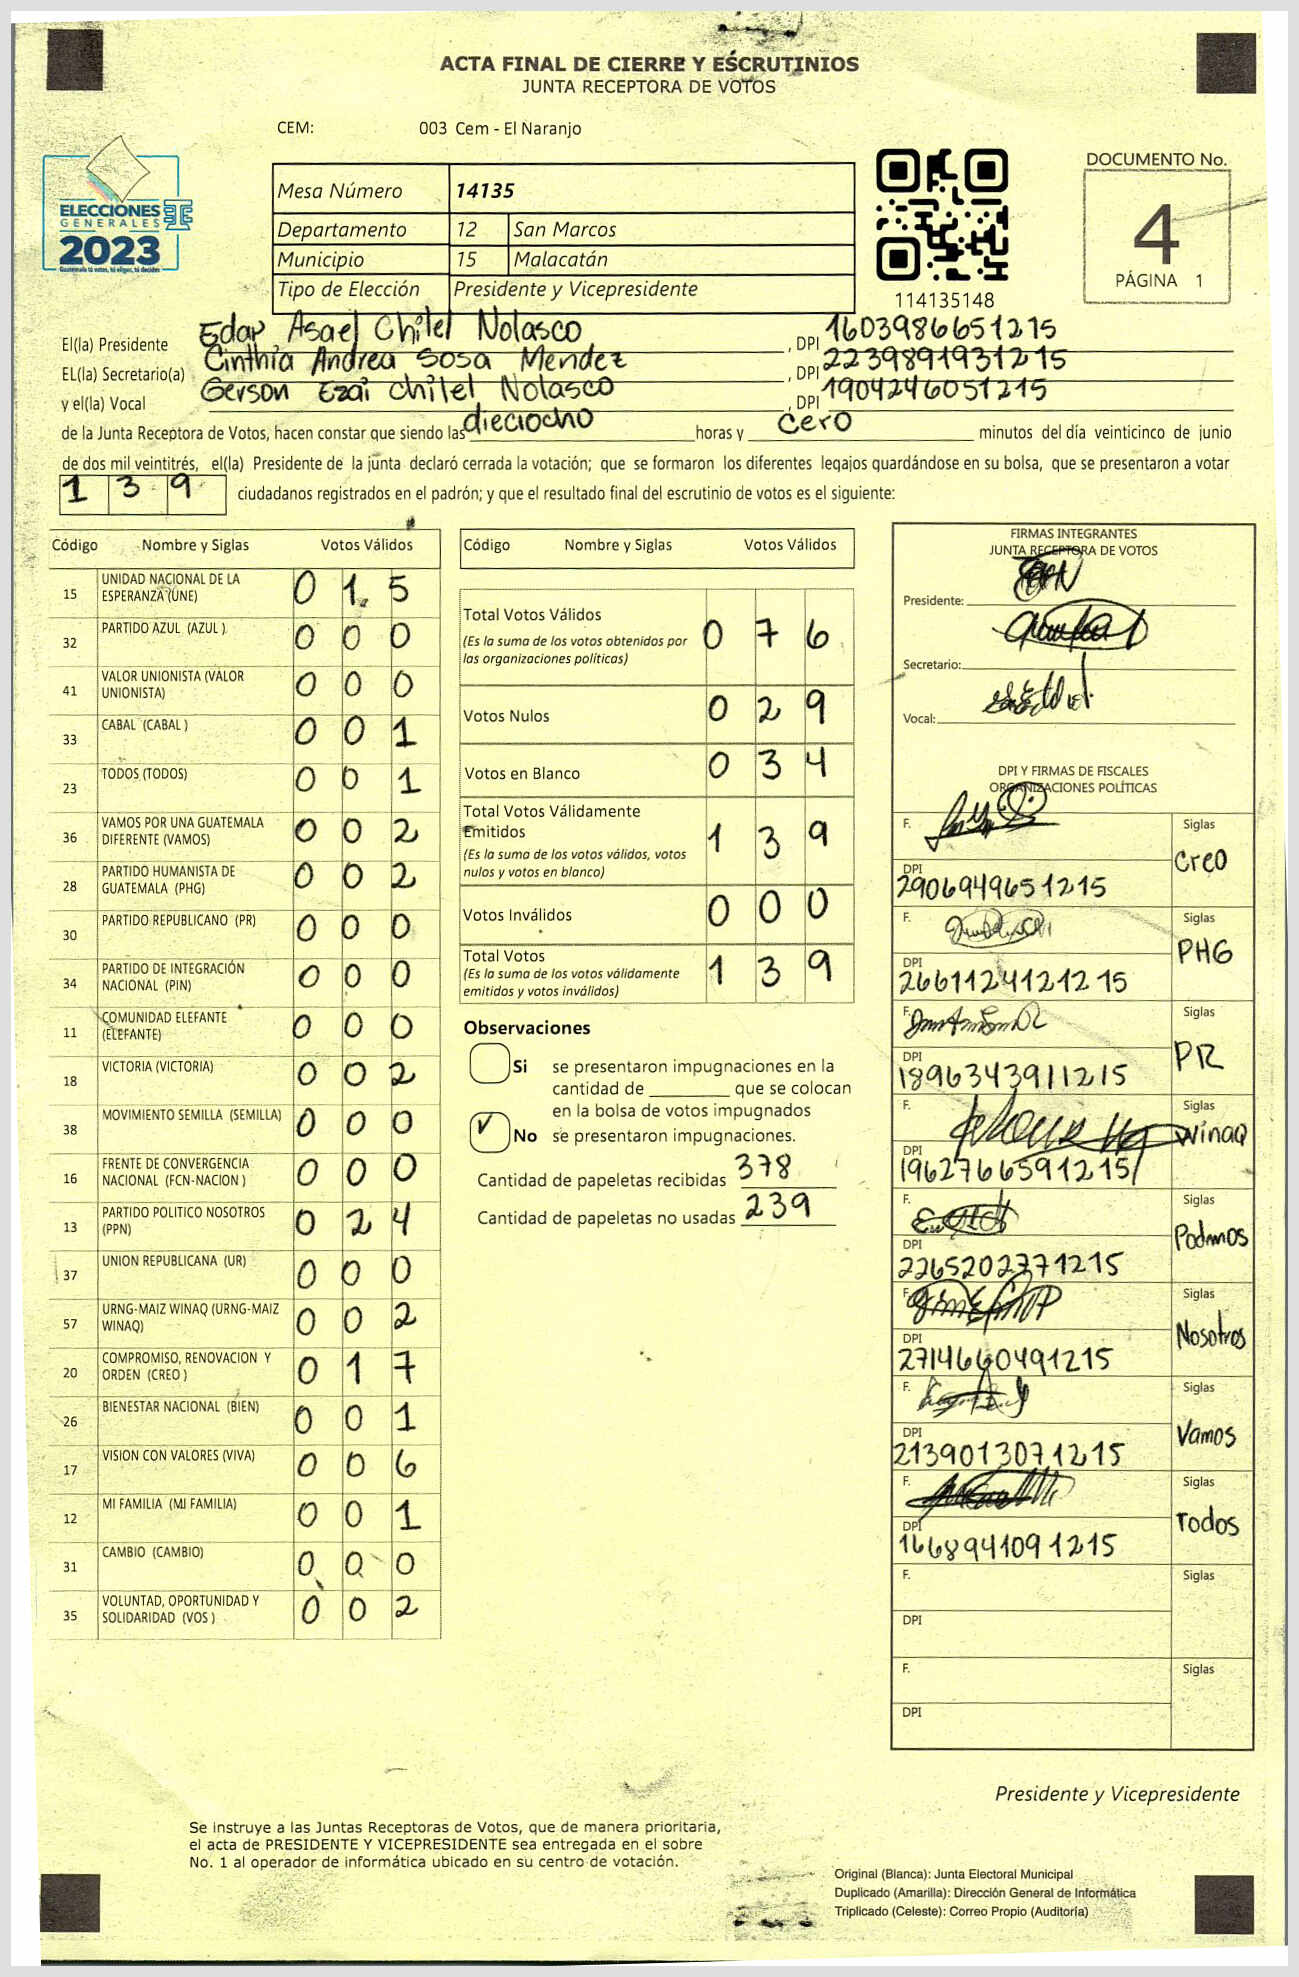 ACTA FINAL DE CIERRE Y ESCRUTINIOS
JUNTA RECEPTORA DE VOTOS
CEM: 003 Cem - El Naranjo
ELECCIONES
GENERALES
2023
Guatemala tú votas, tú eliges, tú decides
Mesa Número 14135
Departamento 12 San Marcos
Municipio 15 Malacatán
Tipo de Elección Presidente y Vicepresidente
114135148
DOCUMENTO No.
4
PÁGINA 1
El(la) Presidente Edar Asael Chilel Nolasco, DPI 1603986651215
EL(la) Secretario(a) Cinthia Andrea Sosa Mendez, DPI 2239891931215
y el(la) Vocal Gerson Ezai Chilel Nolasco, DPI 1904246051215
de la Junta Receptora de Votos, hacen constar que siendo las dieciocho horas y cero minutos del día veinticinco de junio
de dos mil veintitrés, el(la) Presidente de la junta declaró cerrada la votación; que se formaron los diferentes legajos quardándose en su bolsa, que se presentaron a votar
1 3 9 ciudadanos registrados en el padrón; y que el resultado final del escrutinio de votos es el siguiente:
Código Nombre y Siglas Votos Válidos
15 UNIDAD NACIONAL DE LA ESPERANZA (UNE) 0 1 5
32 PARTIDO AZUL (AZUL ) 0 0 0
41 VALOR UNIONISTA (VALOR UNIONISTA) 0 0 0
33 CABAL (CABAL ) 0 0 1
23 TODOS (TODOS) 0 0 1
36 VAMOS POR UNA GUATEMALA DIFERENTE (VAMOS) 0 0 2
28 PARTIDO HUMANISTA DE GUATEMALA (PHG) 0 0 2
30 PARTIDO REPUBLICANO (PR) 0 0 0
34 PARTIDO DE INTEGRACIÓN NACIONAL (PIN) 0 0 0
11 COMUNIDAD ELEFANTE (ELEFANTE) 0 0 0
18 VICTORIA (VICTORIA) 0 0 2
38 MOVIMIENTO SEMILLA (SEMILLA) 0 0 0
16 FRENTE DE CONVERGENCIA NACIONAL (FCN-NACION ) 0 0 0
13 PARTIDO POLITICO NOSOTROS (PPN) 0 2 4
37 UNION REPUBLICANA (UR) 0 0 0
57 URNG-MAIZ WINAQ (URNG-MAIZ WINAQ) 0 0 2
20 COMPROMISO, RENOVACION Y ORDEN (CREO ) 0 1 7
26 BIENESTAR NACIONAL (BIEN) 0 0 1
17 VISION CON VALORES (VIVA) 0 0 6
12 MI FAMILIA (MI FAMILIA) 0 0 1
31 CAMBIO (CAMBIO) 0 0 0
35 VOLUNTAD, OPORTUNIDAD Y SOLIDARIDAD (VOS ) 0 0 2
Código Nombre y Siglas Votos Válidos
Total Votos Válidos 0 7 6
(Es la suma de los votos obtenidos por
las organizaciones politicas)
Votos Nulos 0 2 9
Votos en Blanco 0 3 4
Total Votos Válidamente
Emitidos 1 3 9
(Es la suma de los votos válidos, votos
nulos y votos en blanco)
Votos Inválidos 0 0 0
Total Votos 1 3 9
(Es la suma de los votos válidamente
emitidos y votos inválidos)
Observaciones
Si se presentaron impugnaciones en la
cantidad de ________ que se colocan
en la bolsa de votos impugnados
No se presentaron impugnaciones.
Cantidad de papeletas recibidas 378
Cantidad de papeletas no usadas 239
FIRMAS INTEGRANTES
JUNTA RECEPTORA DE VOTOS
Presidente:
Secretario:
Vocal:
DPI Y FIRMAS DE FISCALES
ORGANIZACIONES POLÍTICAS
F. Siglas Creo
DPI 2906949651215
F. Siglas PHG
DPI 2661124121215
F. Siglas PR
DPI 1896343911215
F. Siglas Winaq
DPI 1962766591215
F. Siglas Podmos
DPI 2265202771215
F. Siglas Nosotros
DPI 2714660491215
F. Siglas Vamos
DPI 2139013071215
F. Siglas Todos
DPI 1668941091215
F. Siglas
DPI
F. Siglas
DPI
Presidente y Vicepresidente
Se instruye a las Juntas Receptoras de Votos, que de manera prioritaria,
el acta de PRESIDENTE Y VICEPRESIDENTE sea entregada en el sobre
No. 1 al operador de informática ubicado en su centro de votación.
Original (Blanca): Junta Electoral Municipal
Duplicado (Amarilla): Dirección General de Informática
Triplicado (Celeste): Correo Propio (Auditoría)